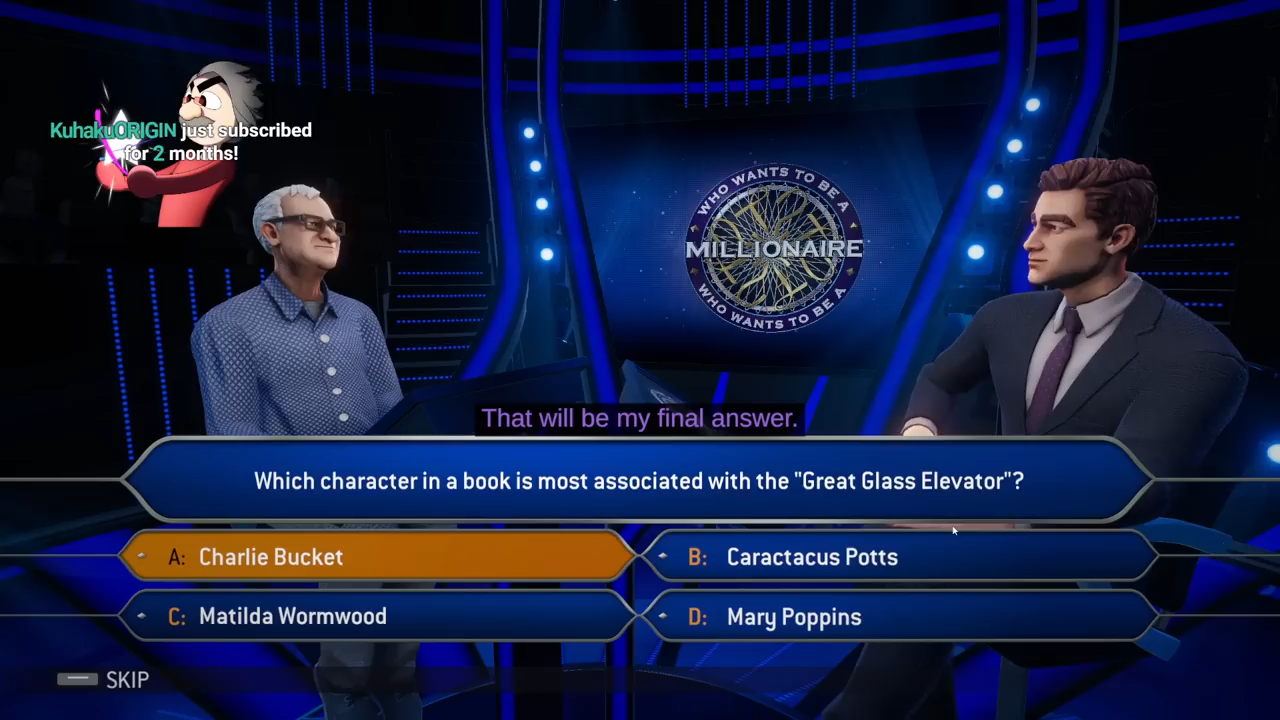 KuhakuORIGIN just subscribed
for 2 months!
WHO WANTS TO BE A
MILLIONAIRE
WHO WANTS TO BE A
That will be my final answer.
Which character in a book is most associated with the "Great Glass Elevator"?
A: Charlie Bucket
B: Caractacus Potts
C: Matilda Wormwood
D: Mary Poppins
SKIP